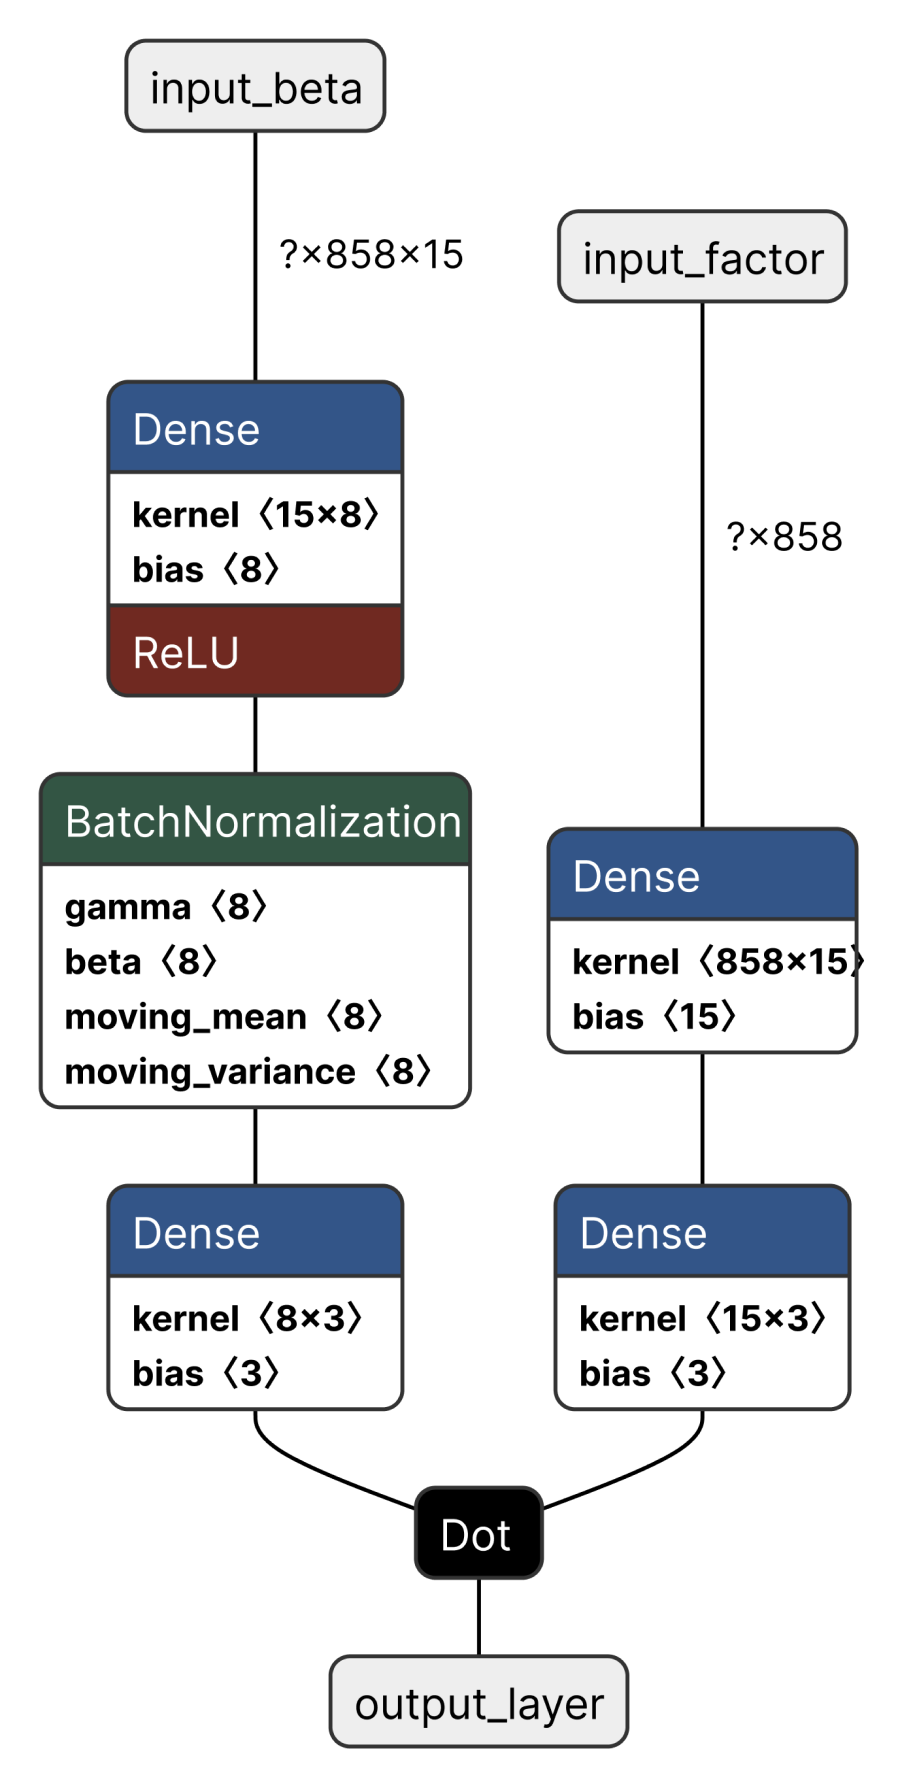 input_beta
?×858×15
input_factor
Dense
kernel〈15×8〉
bias〈8〉
ReLU
?×858
BatchNormalization
gamma〈8〉
beta〈8〉
moving_mean〈8〉
moving_variance〈8〉
Dense
kernel〈858×15〉
bias〈15〉
Dense
kernel〈8×3〉
bias〈3〉
Dense
kernel〈15×3〉
bias〈3〉
Dot
output_layer